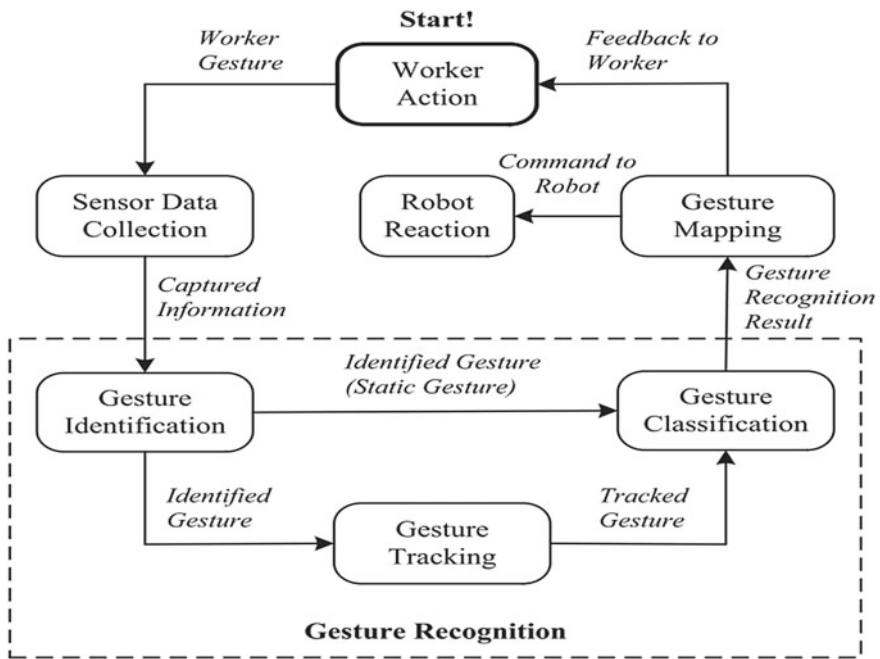 Start!
Worker
Gesture
Worker
Action
Feedback to
Worker
Sensor Data
Collection
Robot
Reaction
Command to
Robot
Gesture
Mapping
Captured
Information
Gesture
Recognition
Result
Gesture
Identification
Identified Gesture
(Static Gesture)
Gesture
Classification
Identified
Gesture
Gesture
Tracking
Tracked
Gesture
Gesture Recognition